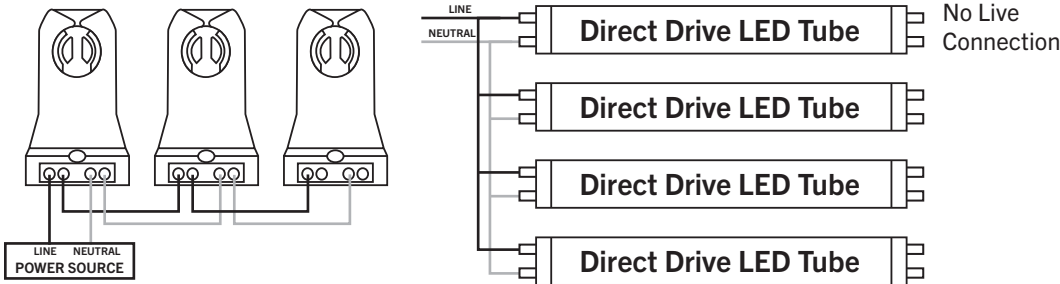 LINE NEUTRAL
POWER SOURCE
LINE
NEUTRAL
Direct Drive LED Tube
No Live
Connection
Direct Drive LED Tube
Direct Drive LED Tube
Direct Drive LED Tube